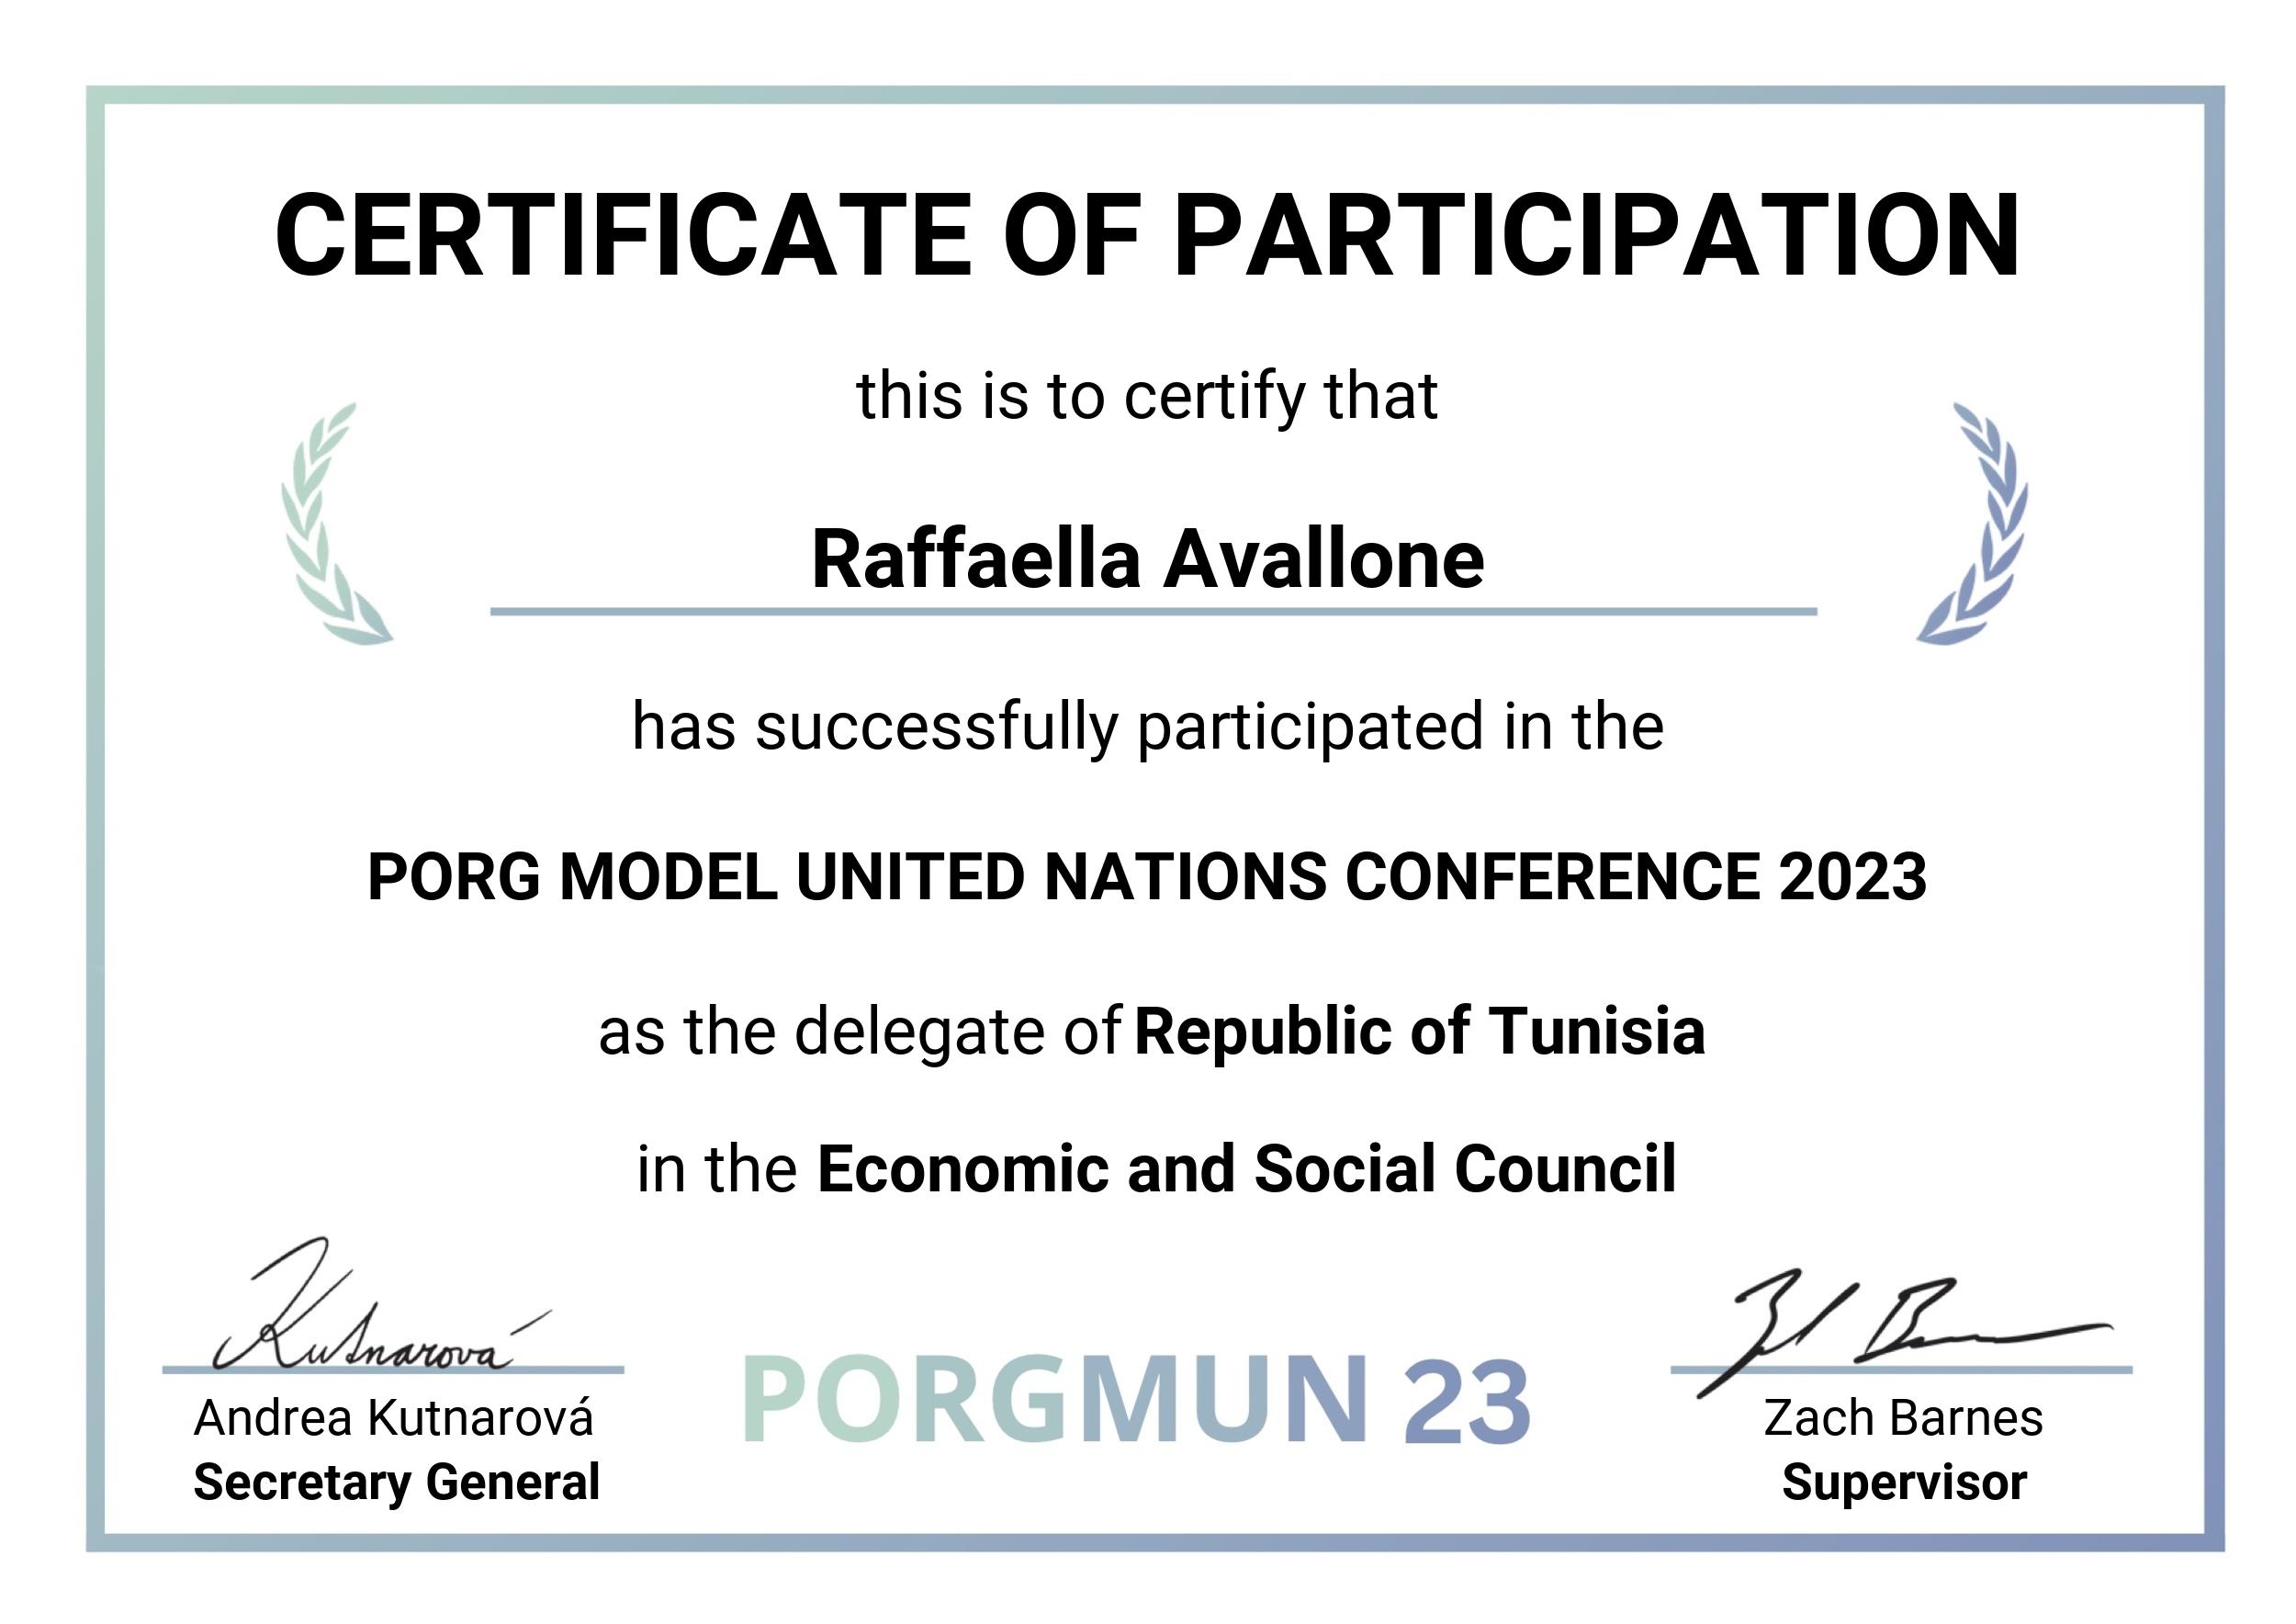 CERTIFICATE OF PARTICIPATION
this is to certify that
Raffaella Avallone
has successfully participated in the
PORG MODEL UNITED NATIONS CONFERENCE 2023
as the delegate of Republic of Tunisia
in the Economic and Social Council
Kutnarová
Andrea Kutnarová
Secretary General
PORGMUN 23
Zach Barnes
Supervisor